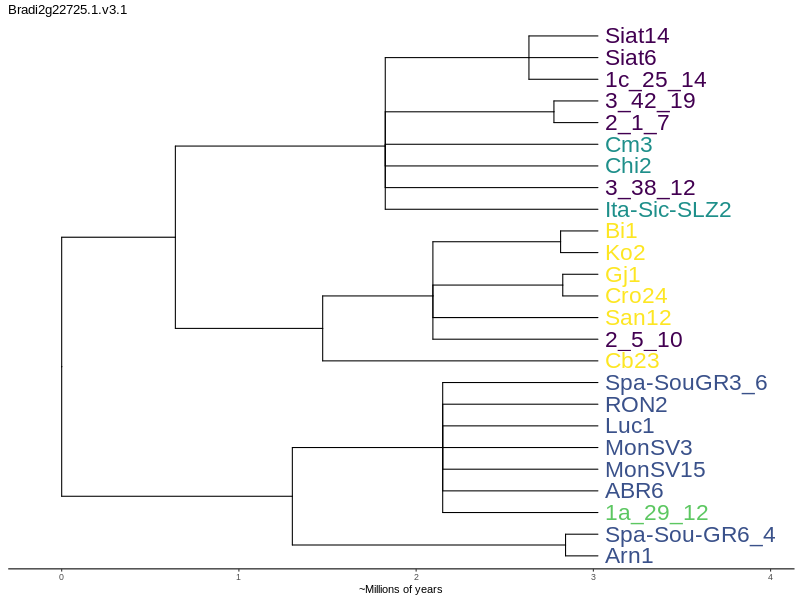 Bradi2g22725.1.v3.1
Siat14
Siat6
1c_25_14
3_42_19
2_1_7
Cm3
Chi2
3_38_12
Ita-Sic-SLZ2
Bi1
Ko2
Gj1
Cro24
San12
2_5_10
Cb23
Spa-SouGR3_6
RON2
Luc1
MonSV3
MonSV15
ABR6
1a_29_12
Spa-Sou-GR6_4
Arn1
0 1 2 3 4
~Millions of years